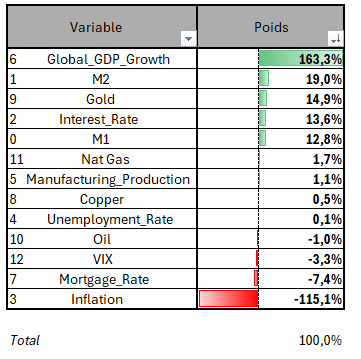 Variable Poids
6 Global_GDP_Growth 163,3%
1 M2 19,0%
9 Gold 14,9%
2 Interest_Rate 13,6%
0 M1 12,8%
11 Nat Gas 1,7%
5 Manufacturing_Production 1,1%
8 Copper 0,5%
4 Unemployment_Rate 0,1%
10 Oil -1,0%
12 VIX -3,3%
7 Mortgage_Rate -7,4%
3 Inflation -115,1%
Total 100,0%